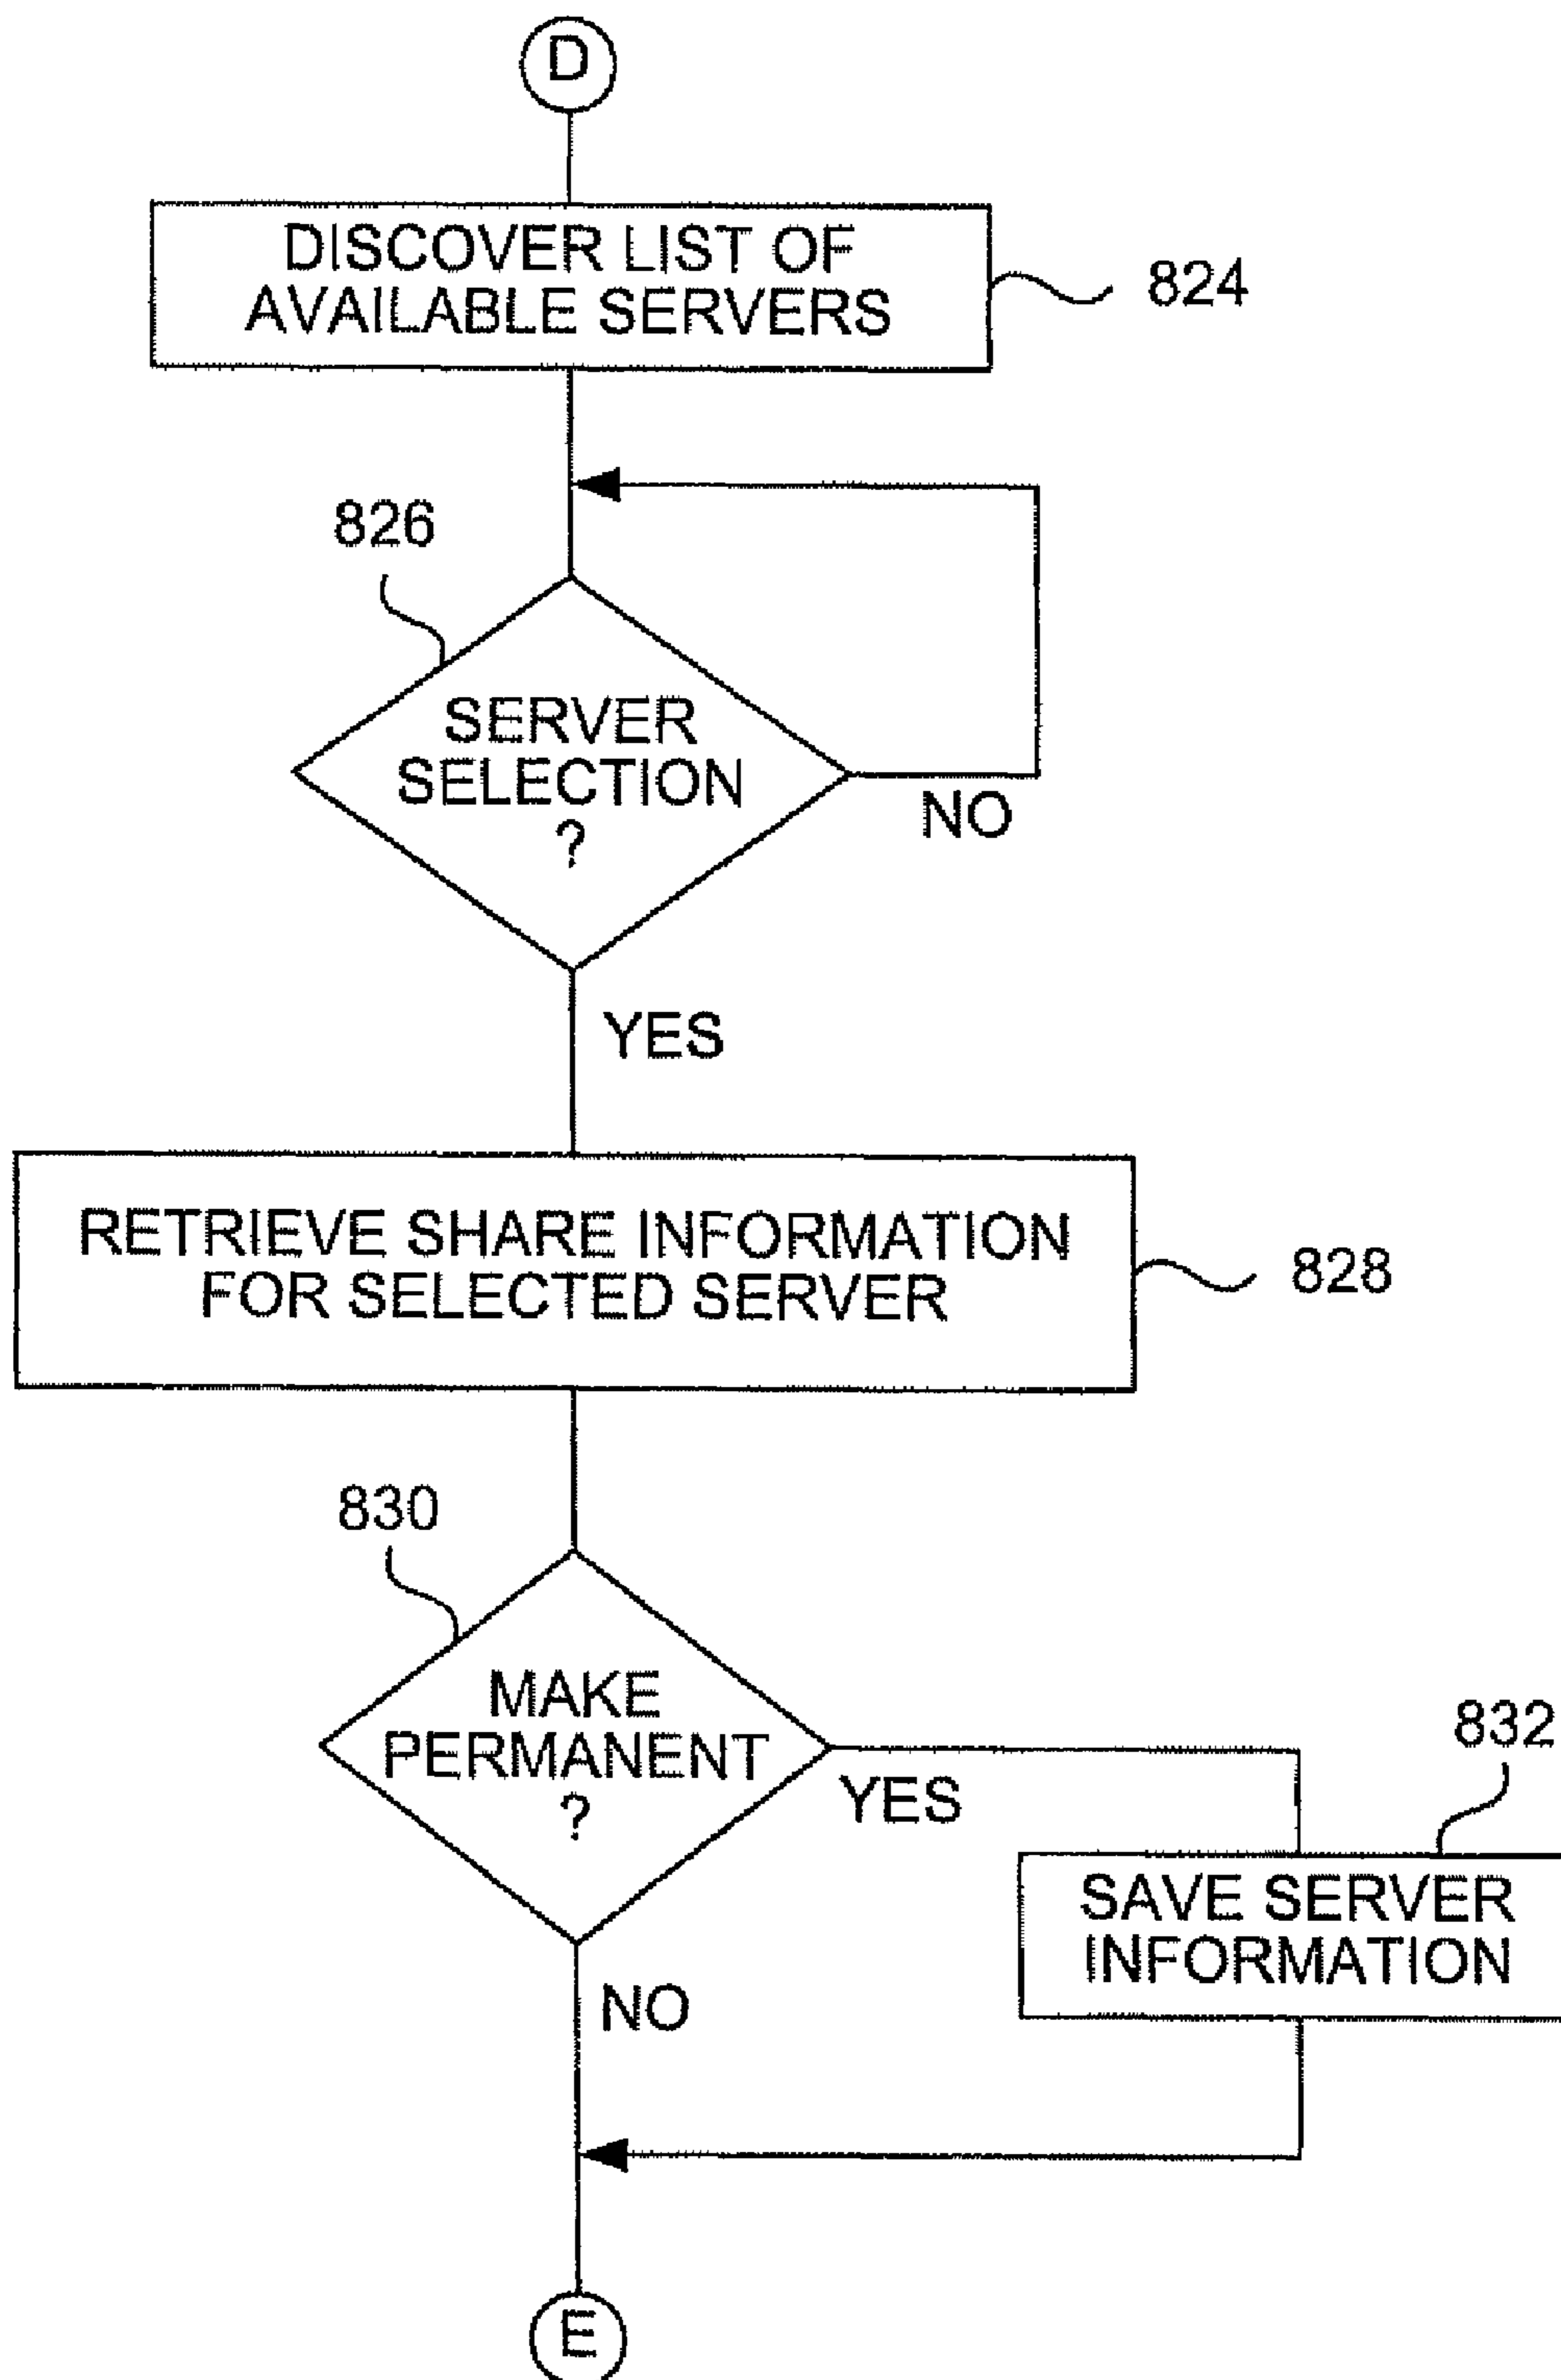 D
DISCOVER LIST OF
AVAILABLE SERVERS
824
826
SERVER
SELECTION
?
NO
YES
RETRIEVE SHARE INFORMATION
FOR SELECTED SERVER
828
830
MAKE
PERMANENT
?
YES
832
SAVE SERVER
INFORMATION
NO
E